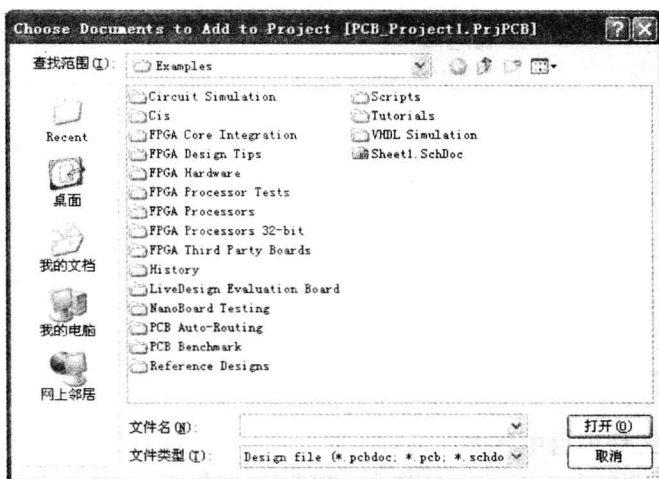 Choose Documents to Add to Project [PCB_Project1.PrjPCB]
查找范围(I):
Examples
Recent
桌面
我的文档
我的电脑
网上邻居
Circuit Simulation
Cis
FPGA Core Integration
FPGA Design Tips
FPGA Hardware
FPGA Processor Tests
FPGA Processors
FPGA Processors 32-bit
FPGA Third Party Boards
History
LiveDesign Evaluation Board
NanoBoard Testing
PCB Auto-Routing
PCB Benchmark
Reference Designs
Scripts
Tutorials
VHDL Simulation
Sheet1.SchDoc
文件名(N):
打开(O)
文件类型(T):
Design file (*.pcbdoc; *.pcb; *.schdo
取消